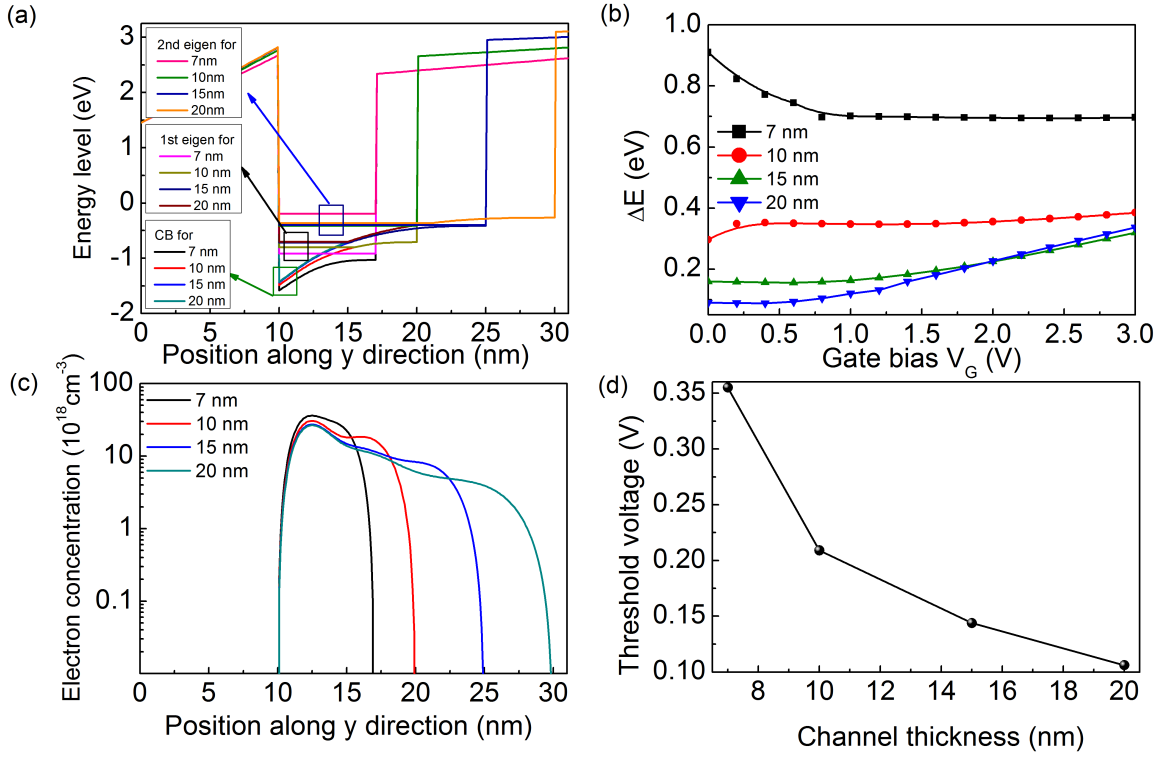 (a)
3
2
1
0
-1
-2
Energy level (eV)
2nd eigen for
7nm
10nm
15nm
20nm
1st eigen for
7 nm
10 nm
15 nm
20 nm
CB for
7 nm
10 nm
15 nm
20 nm
0 5 10 15 20 25 30
Position along y direction (nm)
(b)
1.0
0.8
0.6
0.4
0.2
ΔE (eV)
7 nm
10 nm
15 nm
20 nm
0.0 0.5 1.0 1.5 2.0 2.5 3.0
Gate bias VG (V)
(c)
100
10
1
0.1
Electron concentration (10^18cm^-3)
7 nm
10 nm
15 nm
20 nm
0 5 10 15 20 25 30
Position along y direction (nm)
(d)
0.35
0.30
0.25
0.20
0.15
0.10
Threshold voltage (V)
8 10 12 14 16 18 20
Channel thickness (nm)